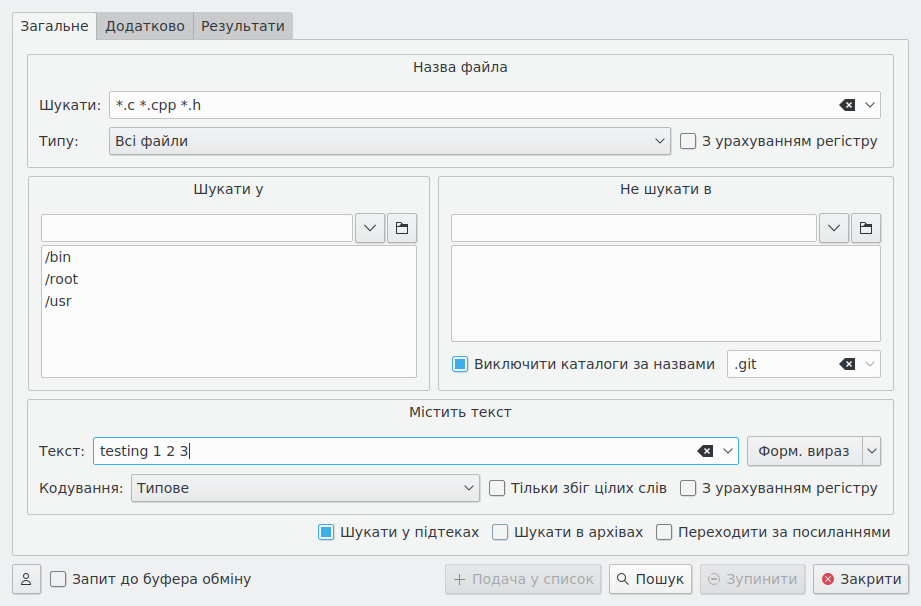 Загальне Додатково Результати
Назва файла
Шукати: *.c *.cpp *.h
Типу: Всі файли З урахуванням регістру
Шукати у
/bin
/root
/usr
Не шукати в
Виключити каталоги за назвами .git
Містить текст
Текст: testing 1 2 3 Форм. вираз
Кодування: Типове Тільки збіг цілих слів З урахуванням регістру
Шукати у підтеках Шукати в архівах Переходити за посиланнями
Запит до буфера обміну Подача у список Пошук Зупинити Закрити